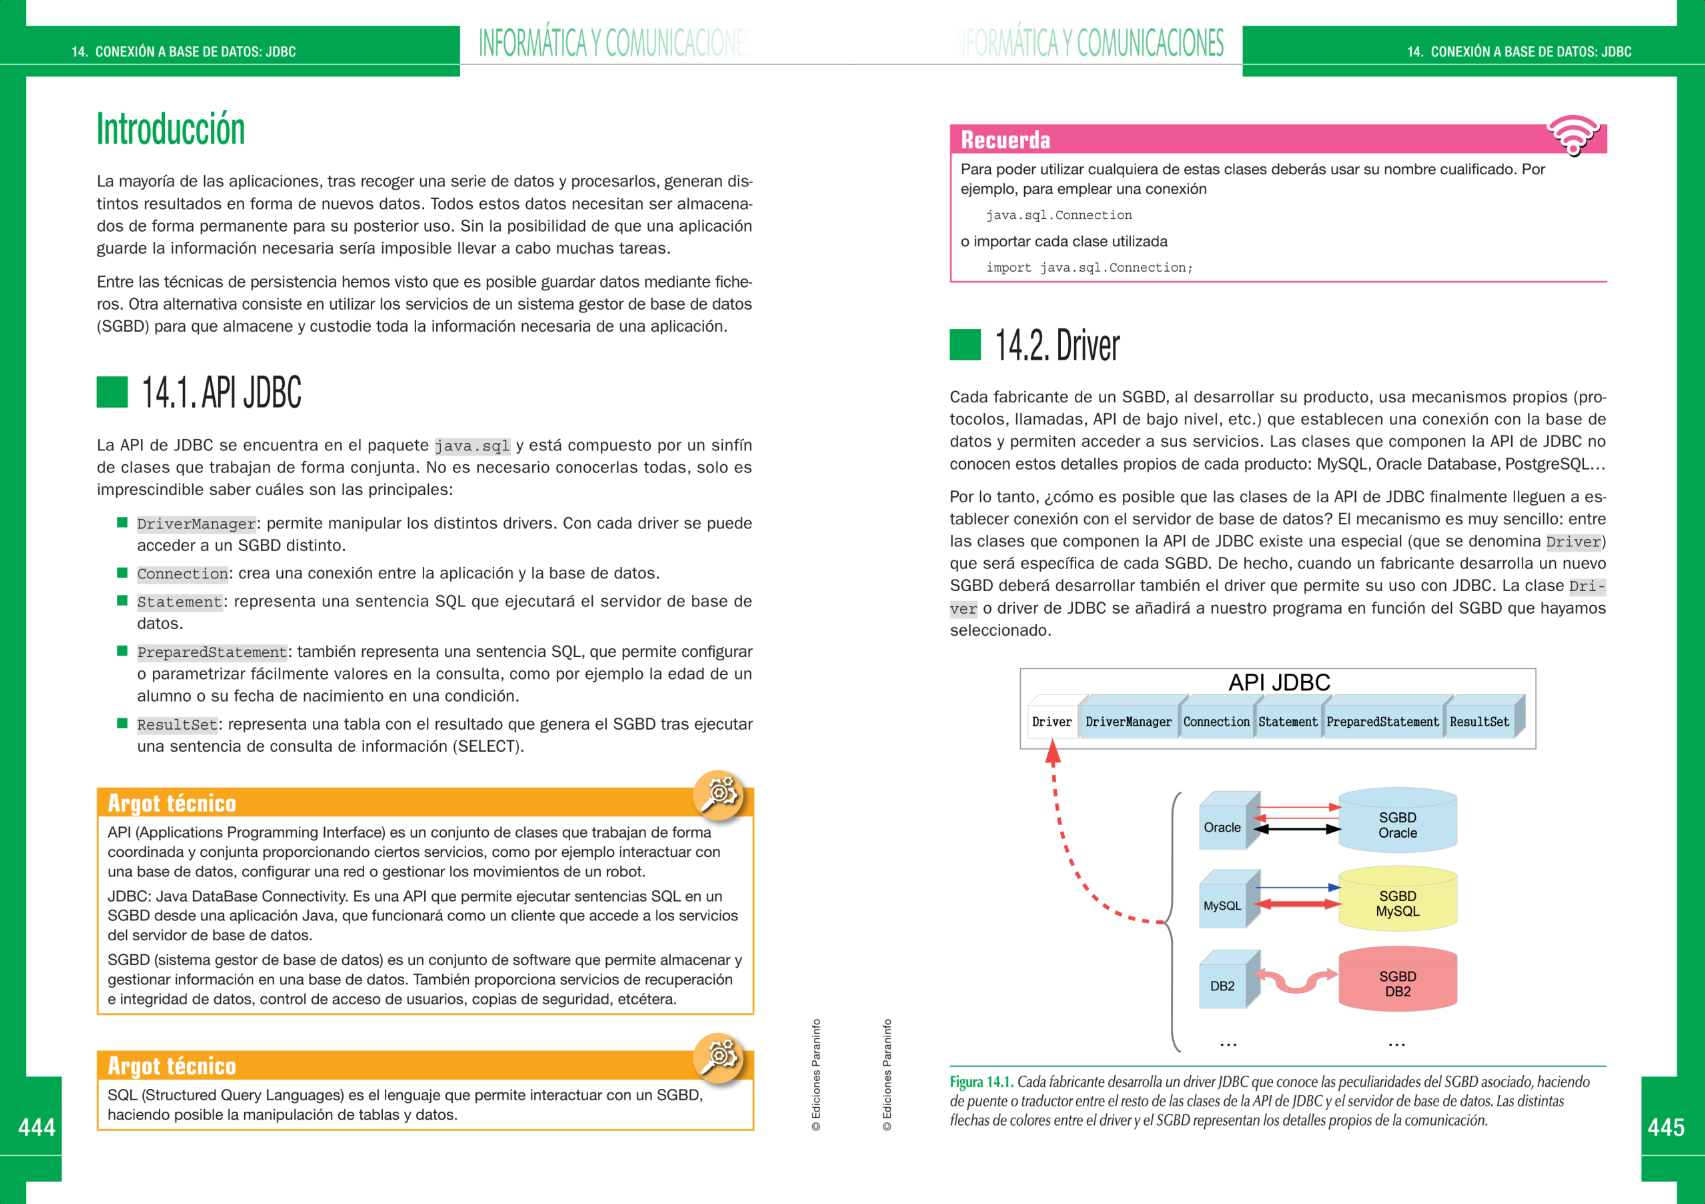 14. CONEXIÓN A BASE DE DATOS: JDBC
INFORMÁTICA Y COMUNICACIONES
Introducción
La mayoría de las aplicaciones, tras recoger una serie de datos y procesarlos, generan dis-
tintos resultados en forma de nuevos datos. Todos estos datos necesitan ser almacena-
dos de forma permanente para su posterior uso. Sin la posibilidad de que una aplicación
guarde la información necesaria sería imposible llevar a cabo muchas tareas.
Entre las técnicas de persistencia hemos visto que es posible guardar datos mediante fiche-
ros. Otra alternativa consiste en utilizar los servicios de un sistema gestor de base de datos
(SGBD) para que almacene y custodie toda la información necesaria de una aplicación.
14.1. API JDBC
La API de JDBC se encuentra en el paquete java.sql y está compuesto por un sinfín
de clases que trabajan de forma conjunta. No es necesario conocerlas todas, solo es
imprescindible saber cuáles son las principales:
DriverManager: permite manipular los distintos drivers. Con cada driver se puede
acceder a un SGBD distinto.
Connection: crea una conexión entre la aplicación y la base de datos.
Statement: representa una sentencia SQL que ejecutará el servidor de base de
datos.
PreparedStatement: también representa una sentencia SQL, que permite configurar
o parametrizar fácilmente valores en la consulta, como por ejemplo la edad de un
alumno o su fecha de nacimiento en una condición.
ResultSet: representa una tabla con el resultado que genera el SGBD tras ejecutar
una sentencia de consulta de información (SELECT).
Argot técnico
API (Applications Programming Interface) es un conjunto de clases que trabajan de forma
coordinada y conjunta proporcionando ciertos servicios, como por ejemplo interactuar con
una base de datos, configurar una red o gestionar los movimientos de un robot.
JDBC: Java DataBase Connectivity. Es una API que permite ejecutar sentencias SQL en un
SGBD desde una aplicación Java, que funcionará como un cliente que accede a los servicios
del servidor de base de datos.
SGBD (sistema gestor de base de datos) es un conjunto de software que permite almacenar y
gestionar información en una base de datos. También proporciona servicios de recuperación
e integridad de datos, control de acceso de usuarios, copias de seguridad, etcétera.
Argot técnico
SQL (Structured Query Languages) es el lenguaje que permite interactuar con un SGBD,
haciendo posible la manipulación de tablas y datos.
444
© Ediciones Paraninfo
INFORMÁTICA Y COMUNICACIONES
14. CONEXIÓN A BASE DE DATOS: JDBC
Recuerda
Para poder utilizar cualquiera de estas clases deberás usar su nombre cualificado. Por
ejemplo, para emplear una conexión
java.sql.Connection
o importar cada clase utilizada
import java.sql.Connection;
14.2. Driver
Cada fabricante de un SGBD, al desarrollar su producto, usa mecanismos propios (pro-
tocolos, llamadas, API de bajo nivel, etc.) que establecen una conexión con la base de
datos y permiten acceder a sus servicios. Las clases que componen la API de JDBC no
conocen estos detalles propios de cada producto: MySQL, Oracle Database, PostgreSQL…
Por lo tanto, ¿cómo es posible que las clases de la API de JDBC finalmente lleguen a es-
tablecer conexión con el servidor de base de datos? El mecanismo es muy sencillo: entre
las clases que componen la API de JDBC existe una especial (que se denomina Driver)
que será específica de cada SGBD. De hecho, cuando un fabricante desarrolla un nuevo
SGBD deberá desarrollar también el driver que permite su uso con JDBC. La clase Dri-
ver o driver de JDBC se añadirá a nuestro programa en función del SGBD que hayamos
seleccionado.
API JDBC
Driver DriverManager Connection Statement PreparedStatement ResultSet
Oracle
SGBD
Oracle
MySQL
SGBD
MySQL
DB2
SGBD
DB2
... ...
Figura 14.1. Cada fabricante desarrolla un driver JDBC que conoce las peculiaridades del SGBD asociado, haciendo
de puente o traductor entre el resto de las clases de la API de JDBC y el servidor de base de datos. Las distintas
flechas de colores entre el driver y el SGBD representan los detalles propios de la comunicación.
© Ediciones Paraninfo
445